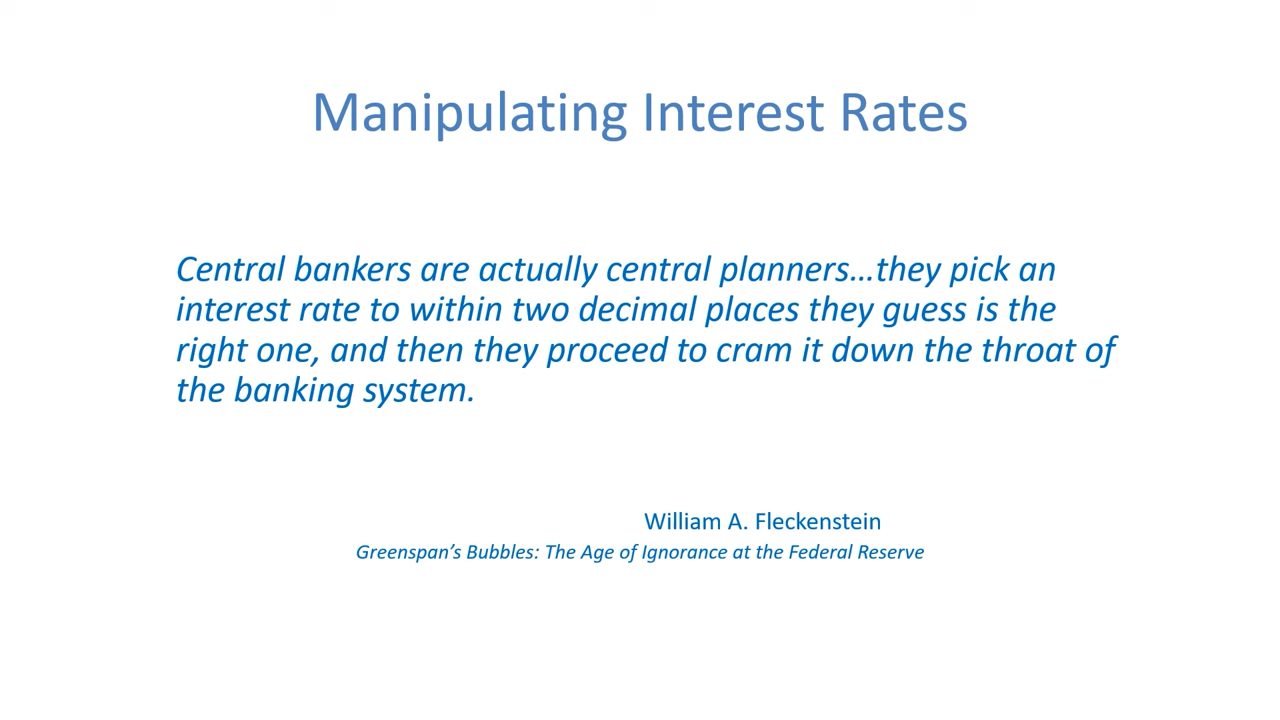 Manipulating Interest Rates
Central bankers are actually central planners…they pick an
interest rate to within two decimal places they guess is the
right one, and then they proceed to cram it down the throat of
the banking system.
William A. Fleckenstein
Greenspan’s Bubbles: The Age of Ignorance at the Federal Reserve